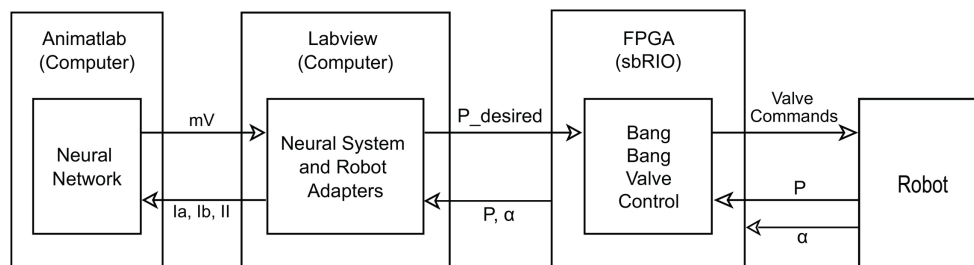 Animatlab
(Computer)
Neural
Network
mV
Ia, Ib, II
Labview
(Computer)
Neural System
and Robot
Adapters
P_desired
P, α
FPGA
(sbRIO)
Bang
Bang
Valve
Control
Valve
Commands
P
α
Robot